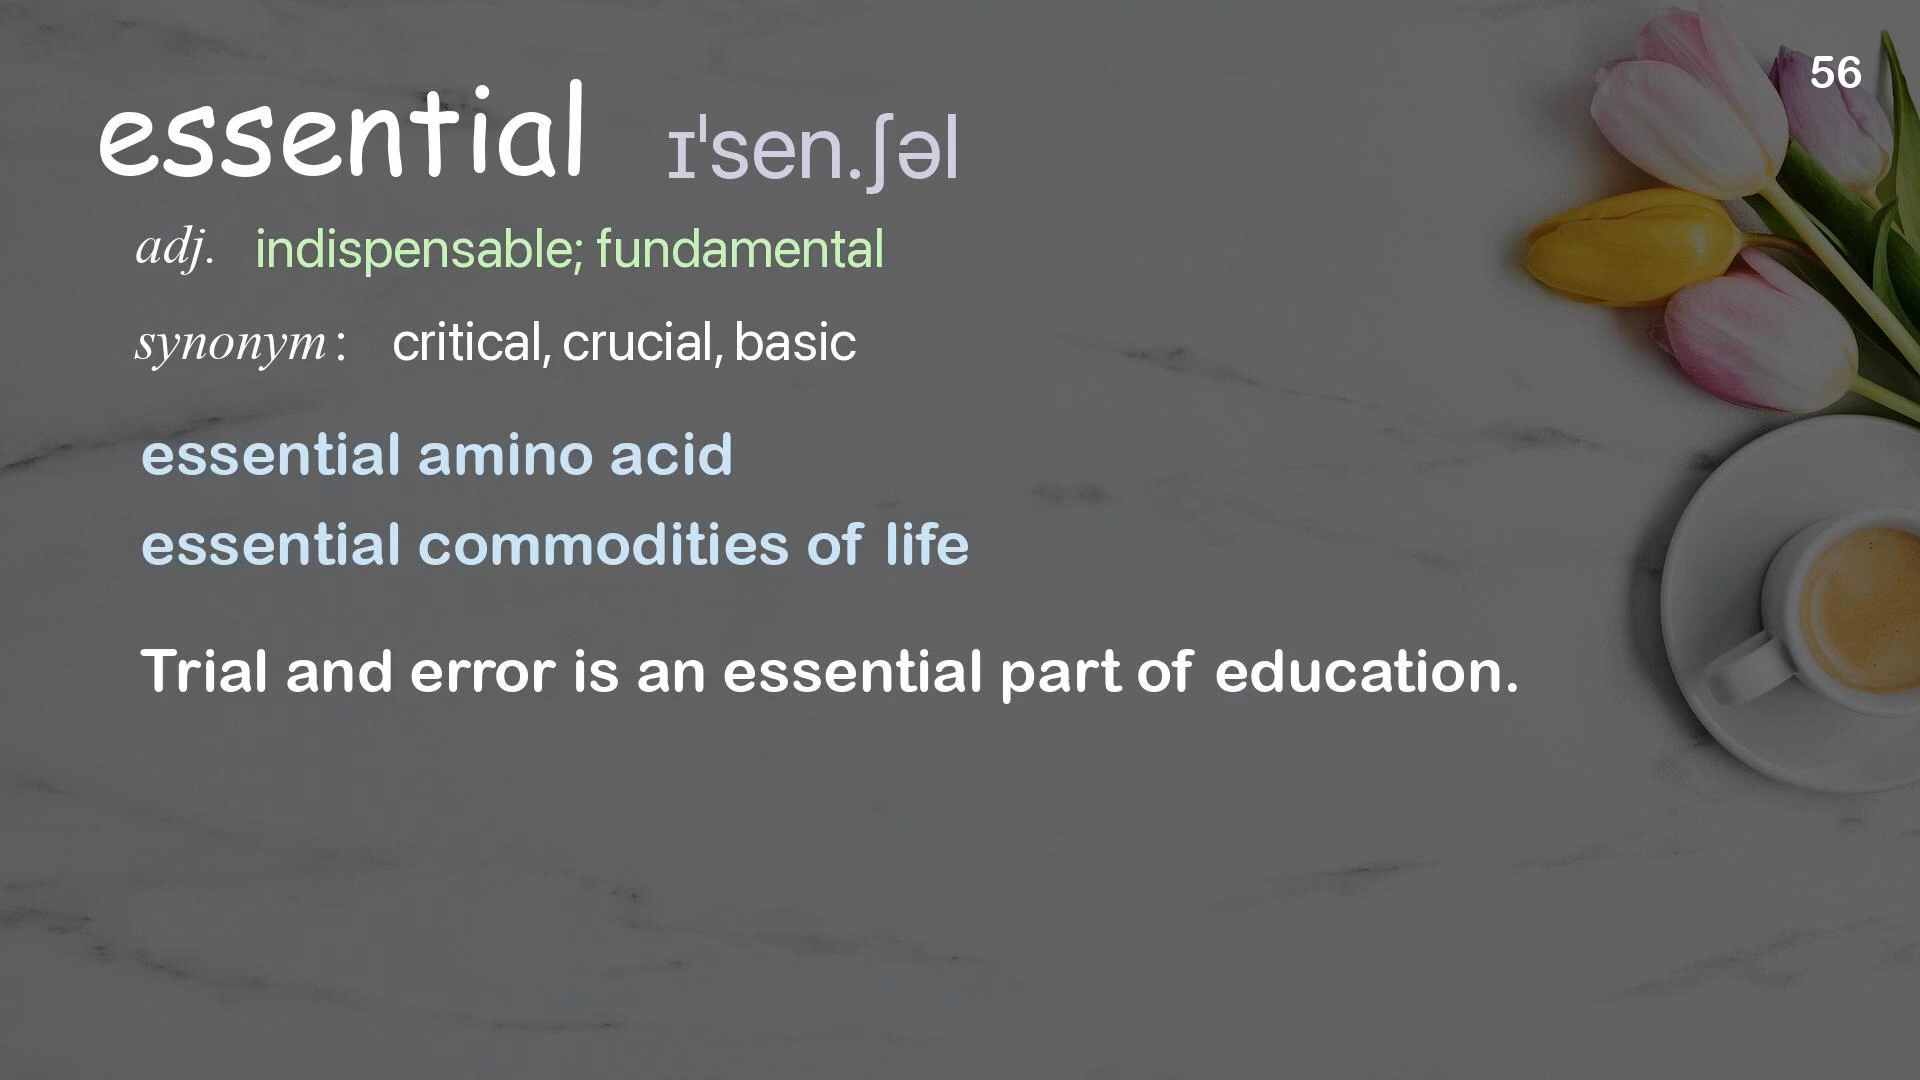 56
essential ɪˈsen.ʃəl
adj. indispensable; fundamental
synonym: critical, crucial, basic
essential amino acid
essential commodities of life
Trial and error is an essential part of education.